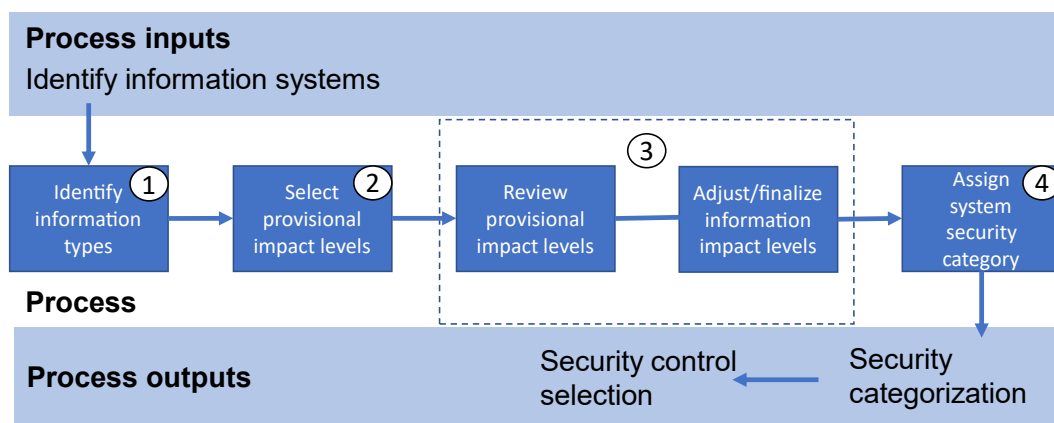 Process inputs
Identify information systems
1
Identify
information
types
2
Select
provisional
impact levels
3
Review
provisional
impact levels
Adjust/finalize
information
impact levels
4
Assign
system
security
category
Process
Process outputs
Security control
selection
Security
categorization